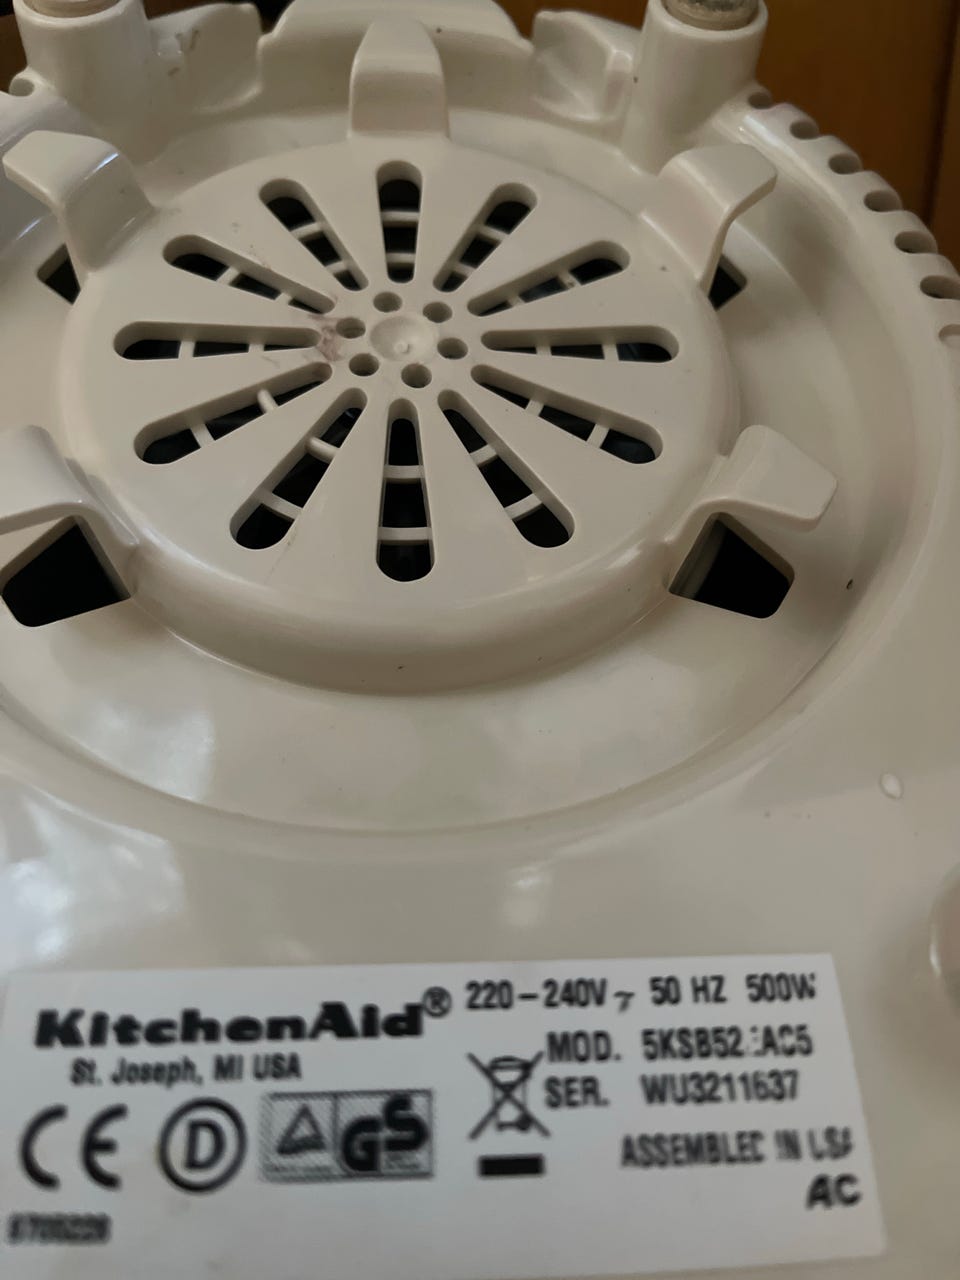 KitchenAid®
St. Joseph, MI USA
220-240V~ 50 HZ 500W
MOD. 5KSB52EAC5
SER. WU3211637
CE D GS
ASSEMBLED IN USA
AC